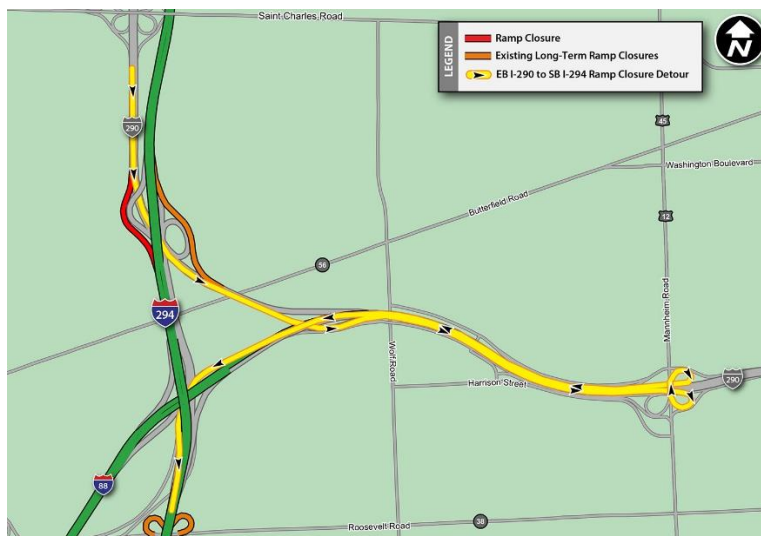 Saint Charles Road
LEGEND
Ramp Closure
Existing Long-Term Ramp Closures
EB I-290 to SB I-294 Ramp Closure Detour
N
290
45
Washington Boulevard
Butterfield Road
12
56
294
Mannheim Road
Wolf Road
Harrison Street
290
88
Roosevelt Road
38